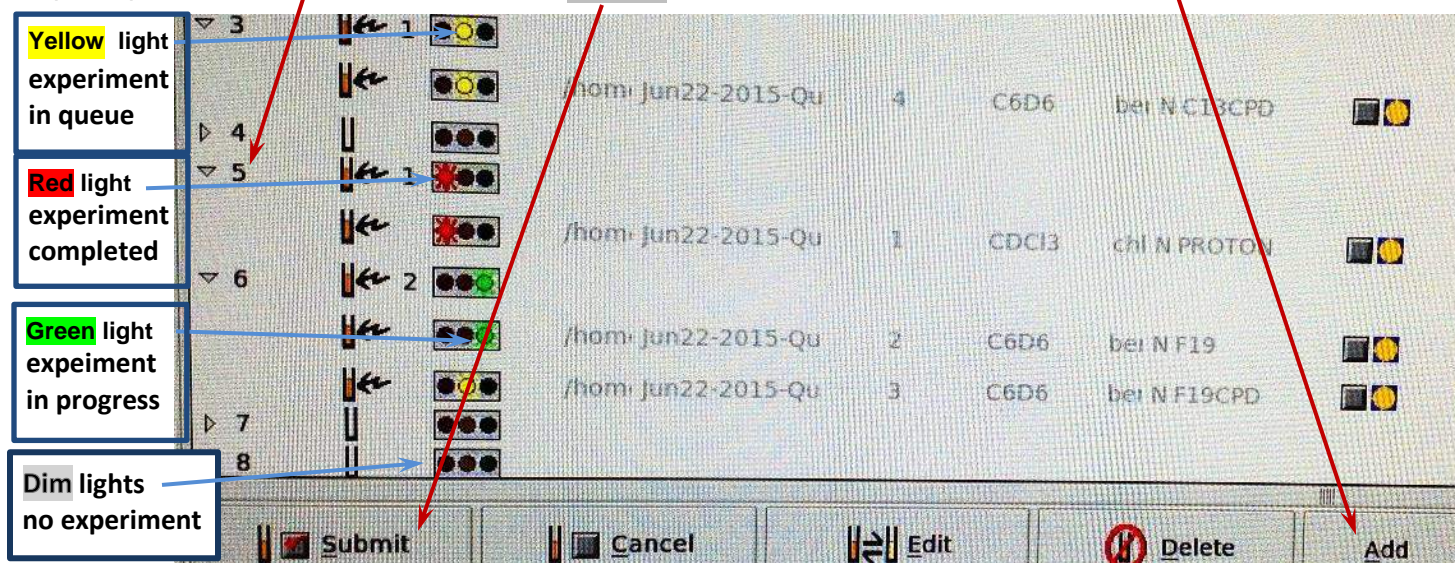 3 1
Yellow light
experiment
in queue
/hom Jun22-2015-Qu 4 C6D6 N C13CPD
4
5 1
Red light
experiment
completed
/hom Jun22-2015-Qu 1 CDCl3 chl N PROTON
6 2
Green light
expeiment
in progress
/hom Jun22-2015-Qu 2 C6D6 N F19
/hom Jun22-2015-Qu 3 C6D6 N F19CPD
7
8
Dim lights
no experiment
Submit Cancel Edit Delete Add